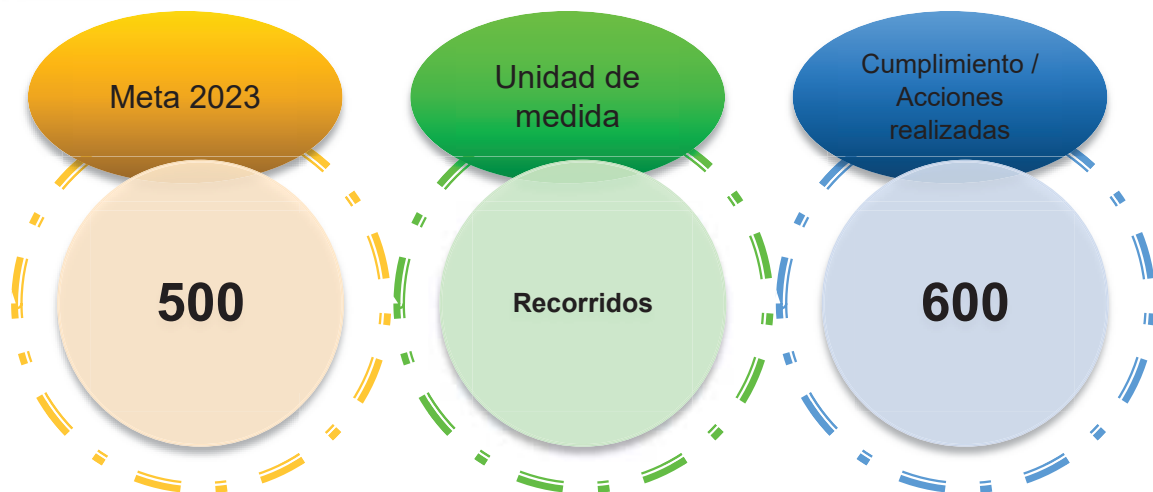 Meta 2023
Unidad de
medida
Cumplimiento /
Acciones
realizadas
500
Recorridos
600